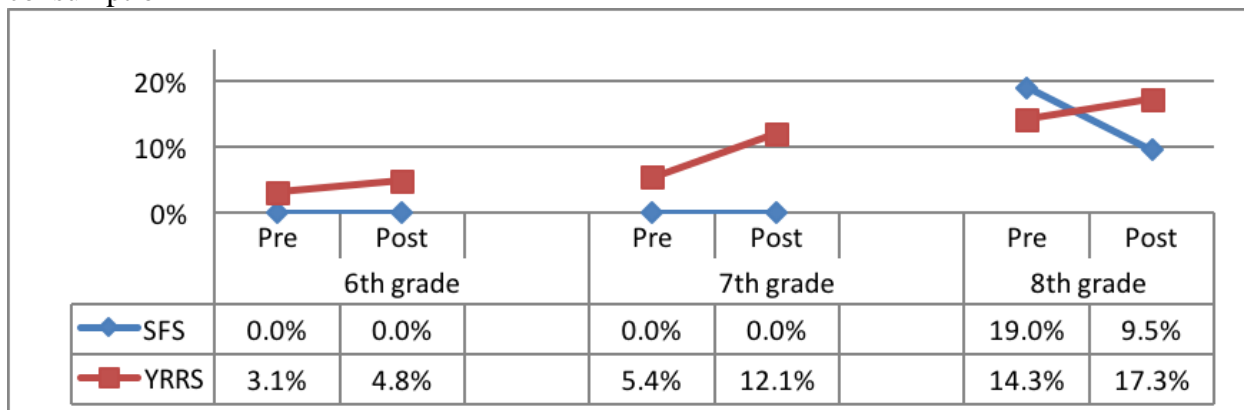 20%
10%
0%
Pre Post Pre Post Pre Post
6th grade 7th grade 8th grade
SFS 0.0% 0.0% 0.0% 0.0% 19.0% 9.5%
YRRS 3.1% 4.8% 5.4% 12.1% 14.3% 17.3%